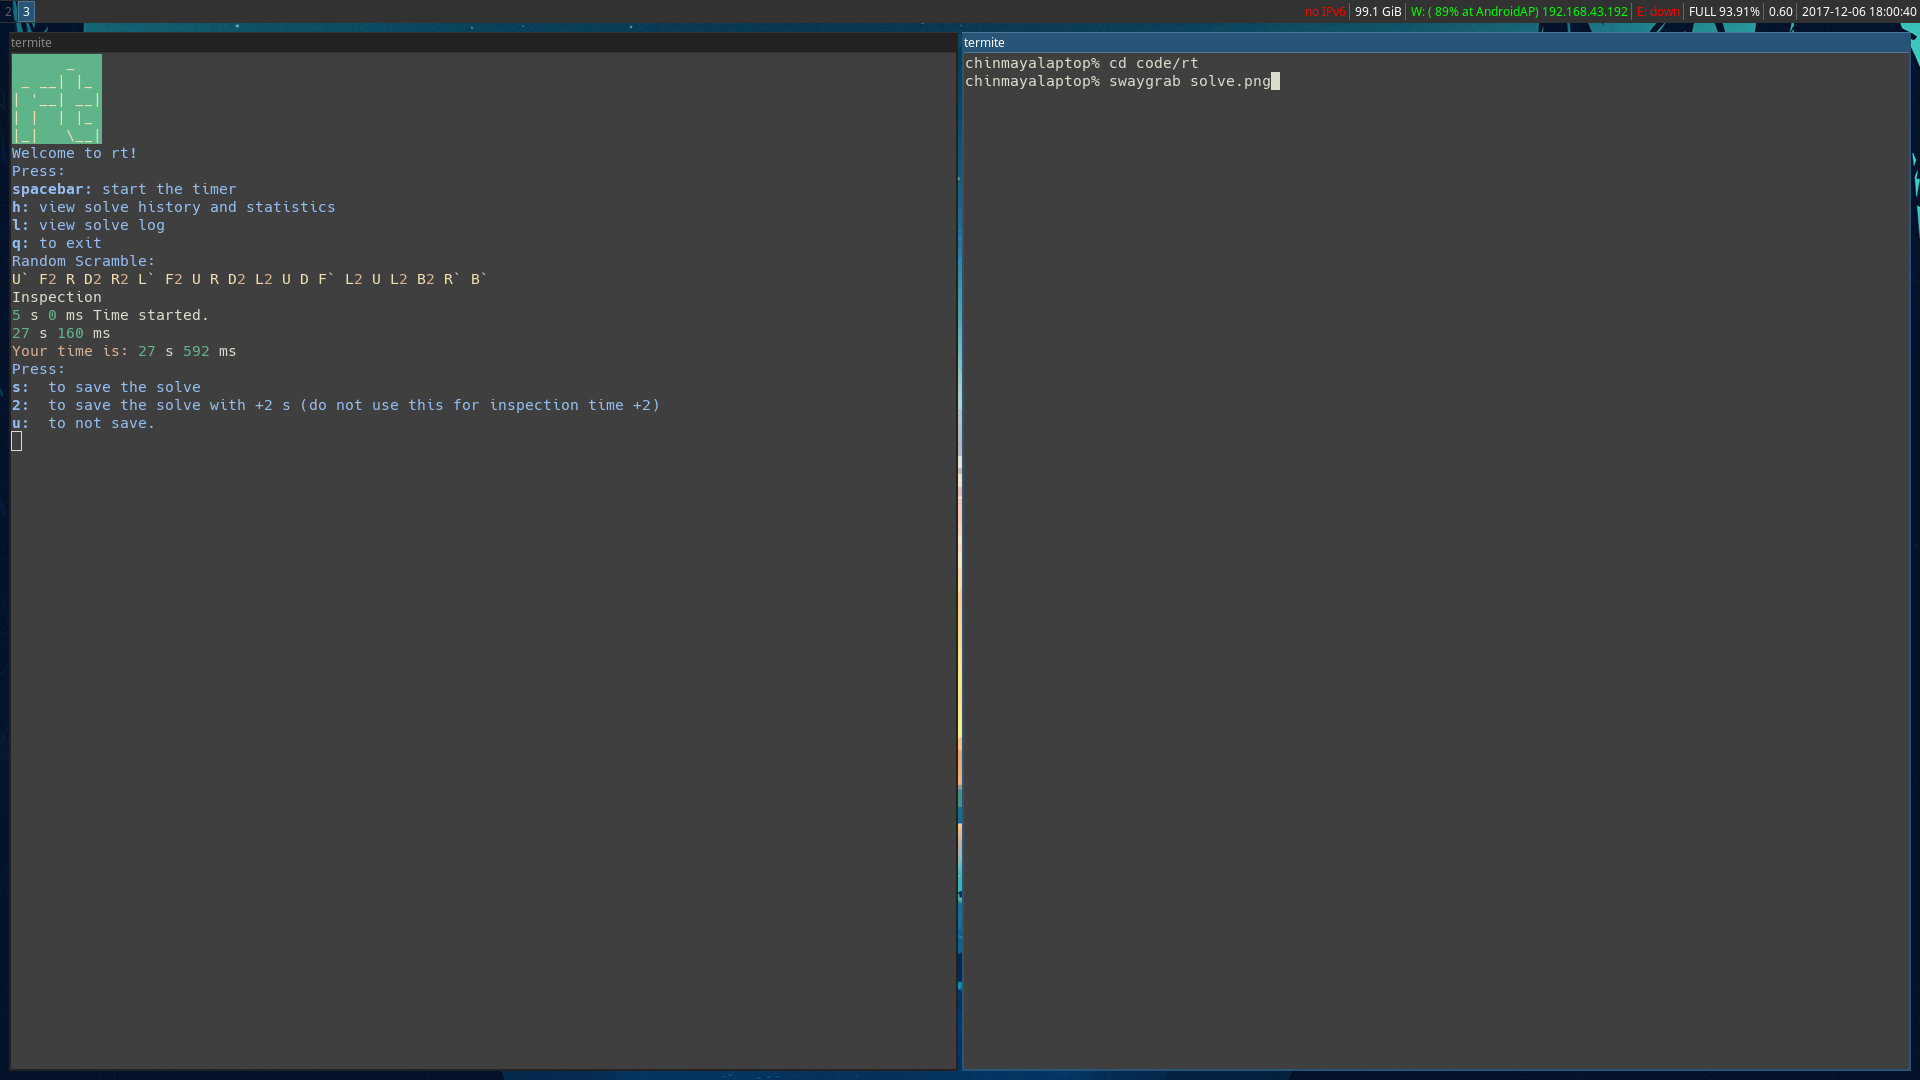 2 3 no IPv6 99.1 GiB W: ( 89% at AndroidAP) 192.168.43.192 E: down FULL 93.91% 0.60 2017-12-06 18:00:40
termite
       _
 _ __| |_
| '__| __|
| |  | |_
|_|   \__|
Welcome to rt!
Press:
spacebar: start the timer
h: view solve history and statistics
l: view solve log
q: to exit
Random Scramble:
U` F2 R D2 R2 L` F2 U R D2 L2 U D F` L2 U L2 B2 R` B`
Inspection
5 s 0 ms Time started.
27 s 160 ms
Your time is: 27 s 592 ms
Press:
s:  to save the solve
2:  to save the solve with +2 s (do not use this for inspection time +2)
u:  to not save.
termite
chinmayalaptop% cd code/rt
chinmayalaptop% swaygrab solve.png